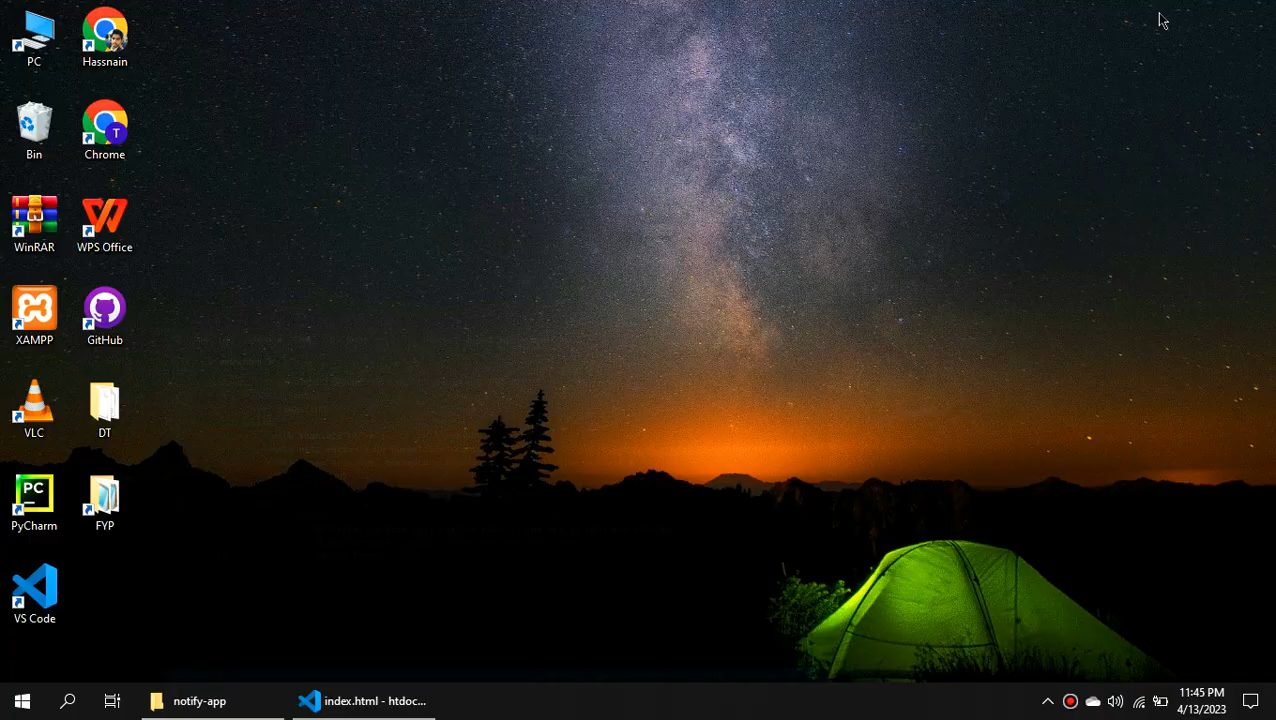 PC
Hassnain
Bin
T
Chrome
WinRAR
WPS Office
XAMPP
GitHub
VLC
DT
PC
PyCharm
FYP
VS Code
notify-app
index.html - htdoc...
11:45 PM
4/13/2023